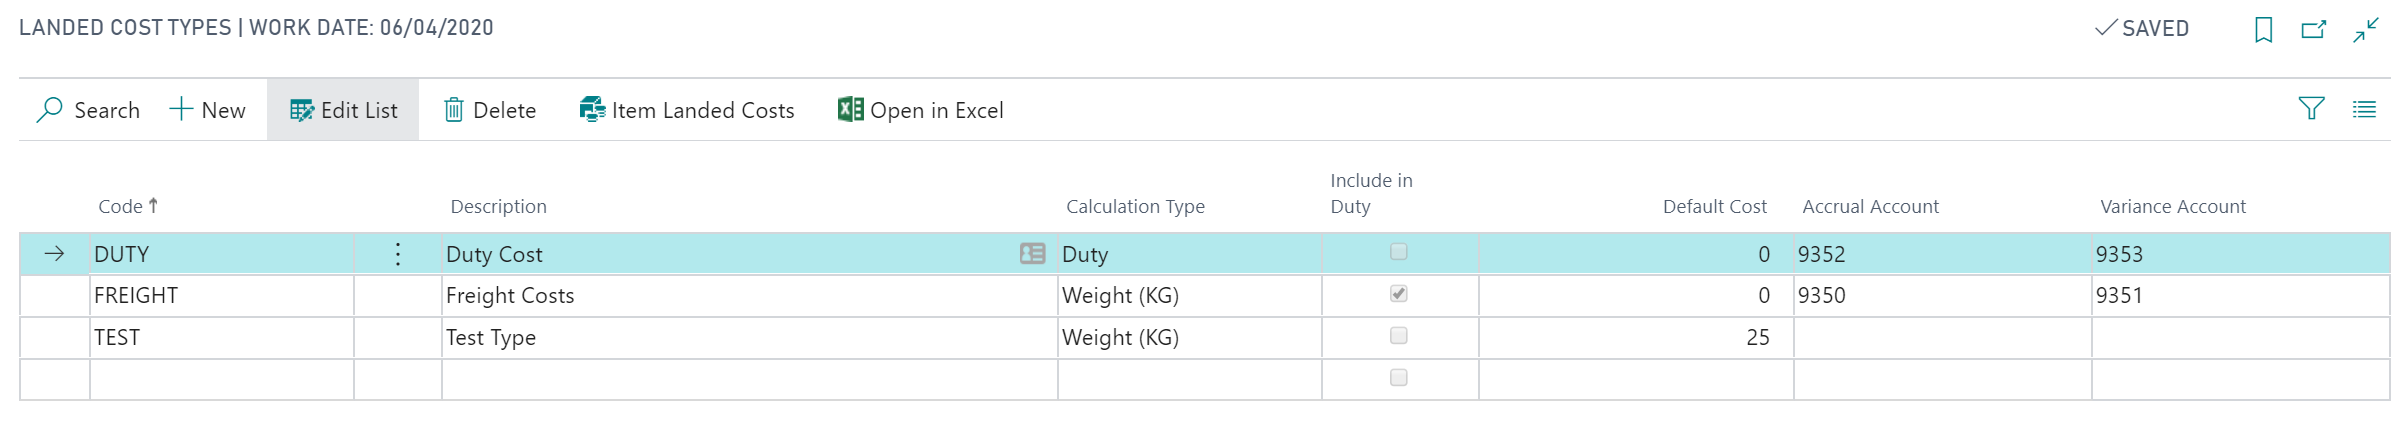 LANDED COST TYPES | WORK DATE: 06/04/2020 SAVED
Search New Edit List Delete Item Landed Costs Open in Excel
Code ↑ Description Calculation Type Include in Duty Default Cost Accrual Account Variance Account
DUTY Duty Cost Duty 0 9352 9353
FREIGHT Freight Costs Weight (KG) 0 9350 9351
TEST Test Type Weight (KG) 25